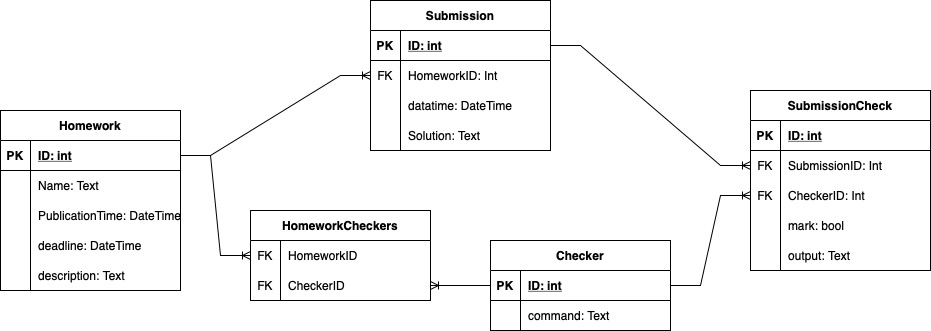 Submission
PK ID: int
FK HomeworkID: Int
datatime: DateTime
Solution: Text
Homework
PK ID: int
Name: Text
PublicationTime: DateTime
deadline: DateTime
description: Text
HomeworkCheckers
FK HomeworkID
FK CheckerID
Checker
PK ID: int
command: Text
SubmissionCheck
PK ID: int
FK SubmissionID: Int
FK CheckerID: Int
mark: bool
output: Text